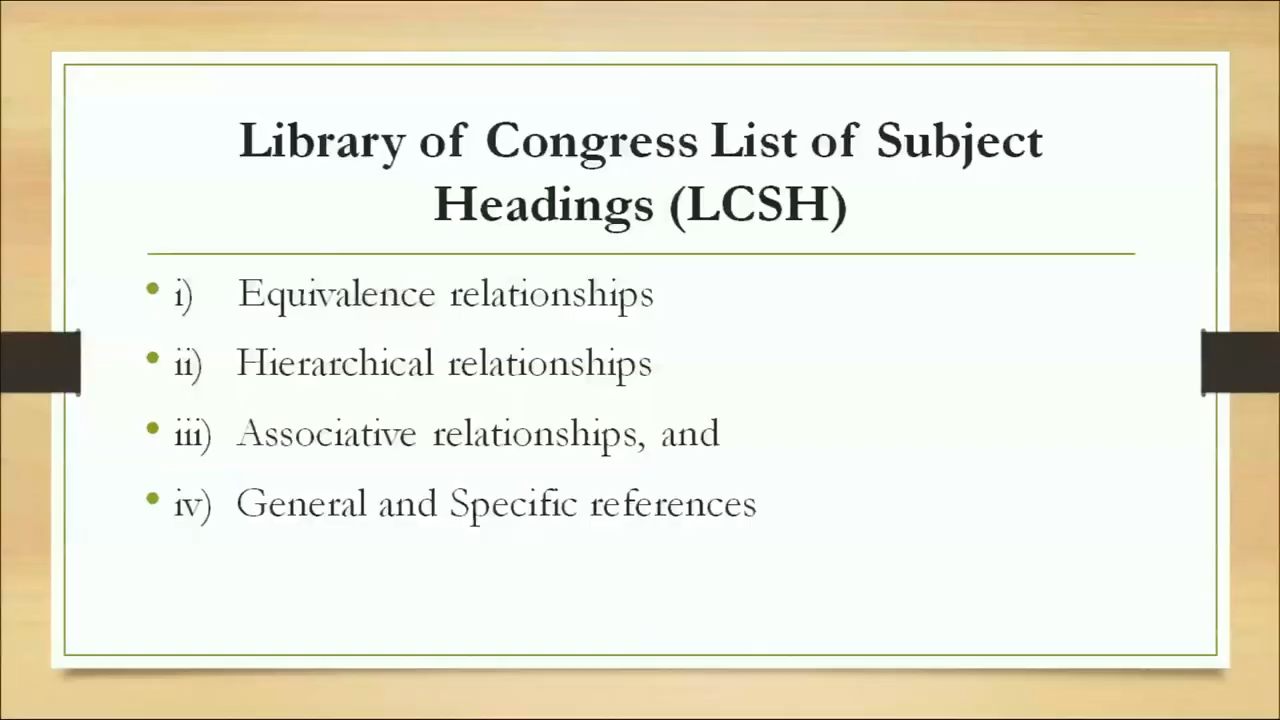 Library of Congress List of Subject
Headings (LCSH)
• i) Equivalence relationships
• ii) Hierarchical relationships
• iii) Associative relationships, and
• iv) General and Specific references